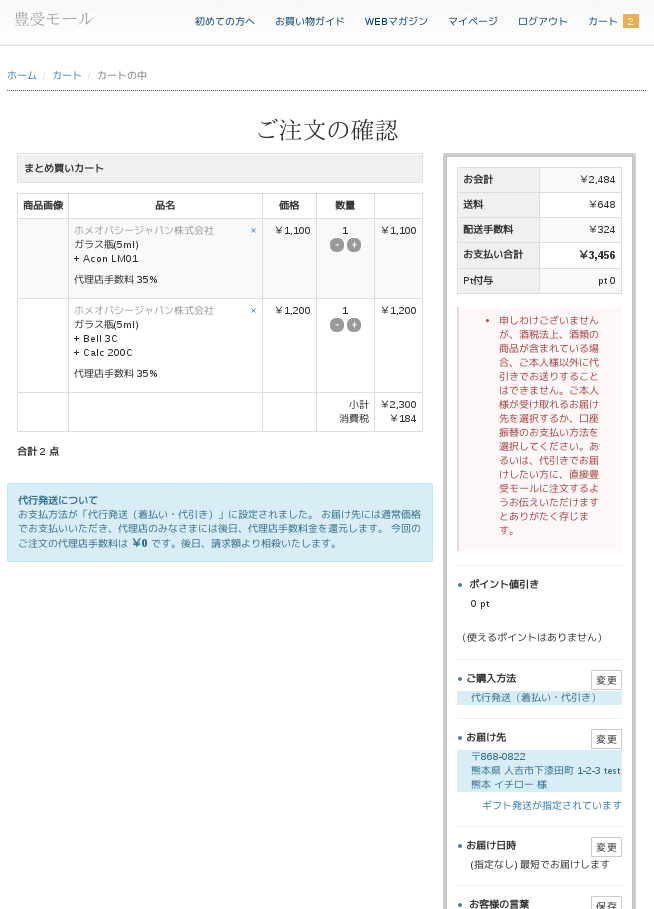 豊受モール
初めての方へ お買い物ガイド WEBマガジン マイページ ログアウト カート 2
ホーム / カート / カートの中
ご注文の確認
まとめ買いカート
商品画像 品名 価格 数量
ホメオパシージャパン株式会社 × ￥1,100 1 ￥1,100
ガラス瓶(5ml) - +
+ Acon LM01
代理店手数料 35%
ホメオパシージャパン株式会社 × ￥1,200 1 ￥1,200
ガラス瓶(5ml) - +
+ Bell 3C
+ Calc 200C
代理店手数料 35%
小計 ￥2,300
消費税 ￥184
合計 2 点
代行発送について
お支払方法が「代行発送（着払い・代引き）」に設定されました。 お届け先には通常価格
でお支払いいただき、代理店のみなさまには後日、代理店手数料金を還元します。 今回の
ご注文の代理店手数料は ￥0 です。後日、請求額より相殺いたします。
お会計 ￥2,484
送料 ￥648
配送手数料 ￥324
お支払い合計 ￥3,456
Pt付与 pt 0
• 申しわけございません
が、酒税法上、酒類の
商品が含まれている場
合、ご本人様以外に代
引きでお送りすること
はできません。ご本人
様が受け取れるお届け
先を選択するか、口座
振替のお支払い方法を
選択してください。あ
るいは、代引きでお届
けしたい方に、直接豊
受モールに注文するよ
うお伝えいただけます
とありがたく存じま
す。
• ポイント値引き
0 pt
（使えるポイントはありません）
• ご購入方法 変更
代行発送（着払い・代引き）
• お届け先 変更
〒868-0822
熊本県 人吉市下漆田町 1-2-3 test
熊本 イチロー 様
ギフト発送が指定されています
• お届け日時 変更
(指定なし) 最短でお届けします
• お客様の言葉 保存